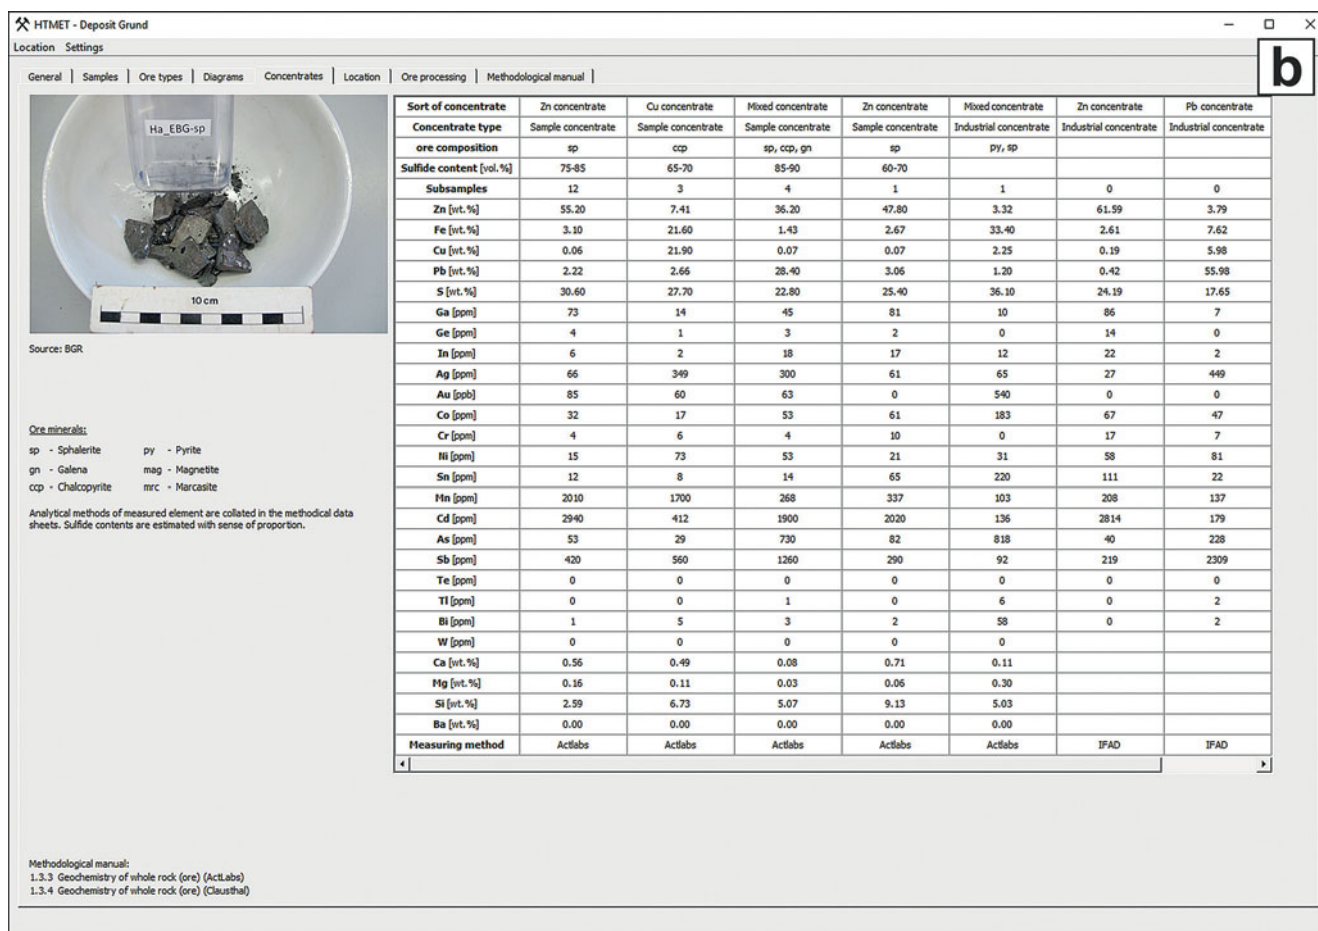 HTMET - Deposit Grund
Location Settings
b
General Samples Ore types Diagrams Concentrates Location Ore processing Methodological manual
Ha_EBG-sp
10 cm
Source: BGR
Ore minerals:
sp - Sphalerite py - Pyrite
gn - Galena mag - Magnetite
ccp - Chalcopyrite mrc - Marcasite
Analytical methods of measured element are collated in the methodical data
sheets. Sulfide contents are estimated with sense of proportion.
Sort of concentrate Zn concentrate Cu concentrate Mixed concentrate Zn concentrate Mixed concentrate Zn concentrate Pb concentrate
Concentrate type Sample concentrate Sample concentrate Sample concentrate Sample concentrate Industrial concentrate Industrial concentrate Industrial concentrate
ore composition sp ccp sp, ccp, gn sp py, sp
Sulfide content [vol.%] 75-85 65-70 85-90 60-70
Subsamples 12 3 4 1 1 0 0
Zn [wt.%] 55.20 7.41 36.20 47.80 3.32 61.59 3.79
Fe [wt.%] 3.10 21.60 1.43 2.67 33.40 2.61 7.62
Cu [wt.%] 0.06 21.90 0.07 0.07 2.25 0.19 5.98
Pb [wt.%] 2.22 2.66 28.40 3.06 1.20 0.42 55.98
S [wt.%] 30.60 27.70 22.80 25.40 36.10 24.19 17.65
Ga [ppm] 73 14 45 81 10 86 7
Ge [ppm] 4 1 3 2 0 14 0
In [ppm] 6 2 18 17 12 22 2
Ag [ppm] 66 349 300 61 65 27 449
Au [ppb] 85 60 63 0 540 0 0
Co [ppm] 32 17 53 61 183 67 47
Cr [ppm] 4 6 4 10 0 17 7
Ni [ppm] 15 73 53 21 31 58 81
Sn [ppm] 12 8 14 65 220 111 22
Mn [ppm] 2010 1700 268 337 103 208 137
Cd [ppm] 2940 412 1900 2020 136 2814 179
As [ppm] 53 29 730 82 818 40 228
Sb [ppm] 420 560 1260 290 92 219 2309
Te [ppm] 0 0 0 0 0 0 0
Tl [ppm] 0 0 1 0 6 0 2
Bi [ppm] 1 5 3 2 58 0 2
W [ppm] 0 0 0 0 0
Ca [wt.%] 0.56 0.49 0.08 0.71 0.11
Mg [wt.%] 0.16 0.11 0.03 0.06 0.30
Si [wt.%] 2.59 6.73 5.07 9.13 5.03
Ba [wt.%] 0.00 0.00 0.00 0.00 0.00
Measuring method Actlabs Actlabs Actlabs Actlabs Actlabs IFAD IFAD
Methodological manual:
1.3.3 Geochemistry of whole rock (ore) (ActLabs)
1.3.4 Geochemistry of whole rock (ore) (Clausthal)